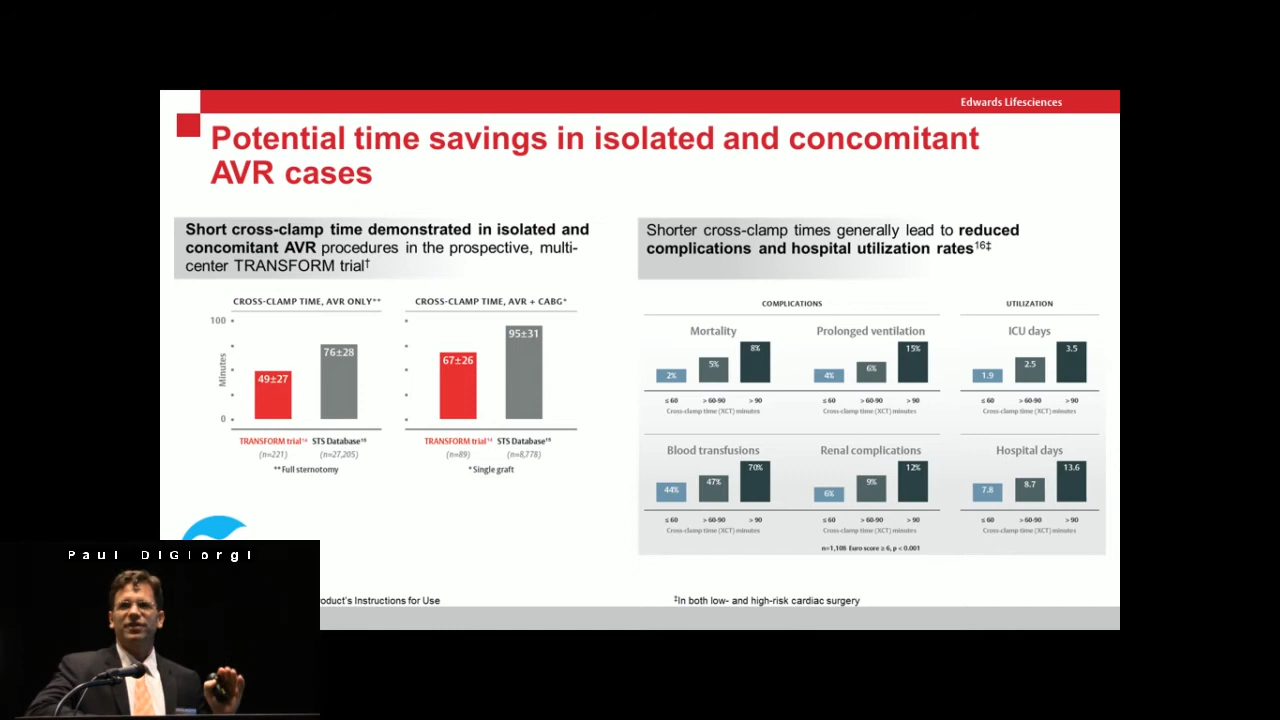 Edwards Lifesciences
Potential time savings in isolated and concomitant
AVR cases
Short cross-clamp time demonstrated in isolated and
concomitant AVR procedures in the prospective, multi-
center TRANSFORM trial†
CROSS-CLAMP TIME, AVR ONLY**
CROSS-CLAMP TIME, AVR + CABG*
100
Minutes
0
49±27
76±28
67±26
95±31
TRANSFORM trial¹⁴ STS Database¹⁵
(n=221) (n=27,205)
**Full sternotomy
TRANSFORM trial¹⁴ STS Database¹⁵
(n=89) (n=8,778)
*Single graft
Shorter cross-clamp times generally lead to reduced
complications and hospital utilization rates¹⁶‡
COMPLICATIONS
UTILIZATION
Mortality
2% 5% 8%
≤ 60 > 60-90 > 90
Cross-clamp time (XCT) minutes
Prolonged ventilation
4% 6% 15%
≤ 60 > 60-90 > 90
Cross-clamp time (XCT) minutes
ICU days
1.9 2.5 3.5
≤ 60 > 60-90 > 90
Cross-clamp time (XCT) minutes
Blood transfusions
44% 47% 70%
≤ 60 > 60-90 > 90
Cross-clamp time (XCT) minutes
Renal complications
6% 9% 12%
≤ 60 > 60-90 > 90
Cross-clamp time (XCT) minutes
Hospital days
7.8 8.7 13.6
≤ 60 > 60-90 > 90
Cross-clamp time (XCT) minutes
n=1,108 Euro score ≥ 6, p < 0.001
Paul DiGiorgi
oduct's Instructions for Use
‡In both low- and high-risk cardiac surgery